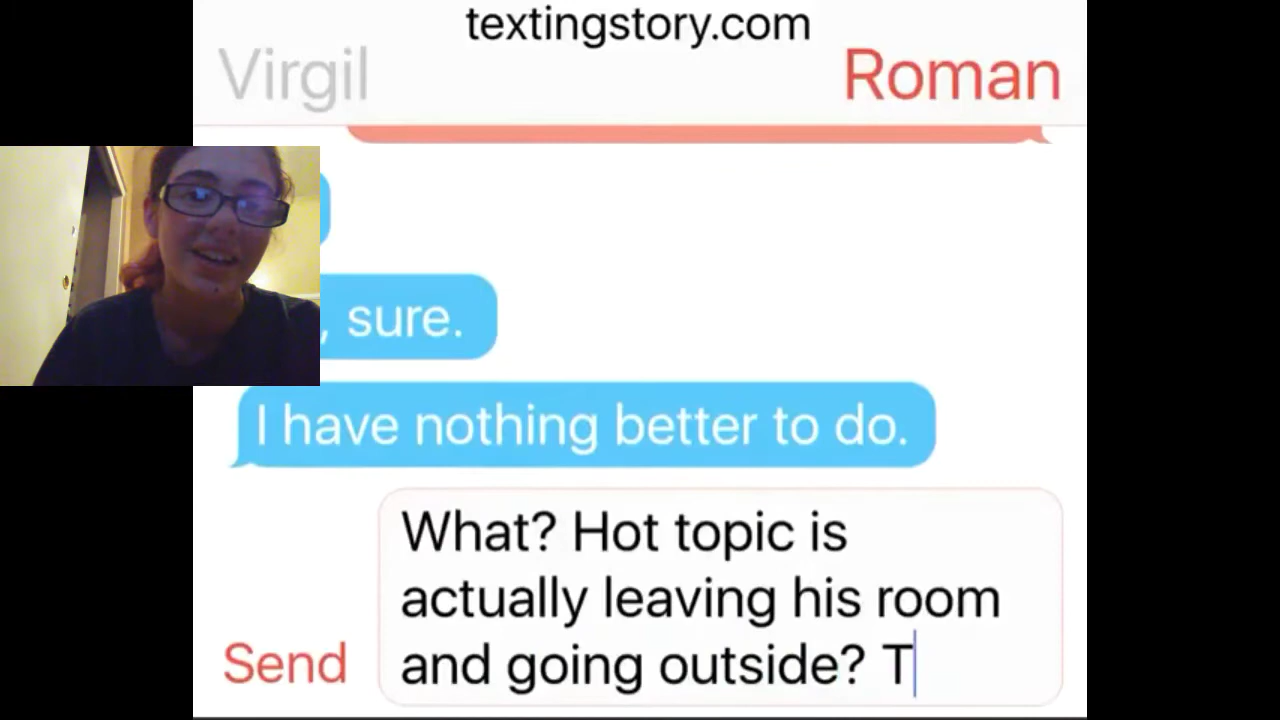 textingstory.com
Virgil
Roman
, sure.
I have nothing better to do.
What? Hot topic is
actually leaving his room
and going outside? T
Send